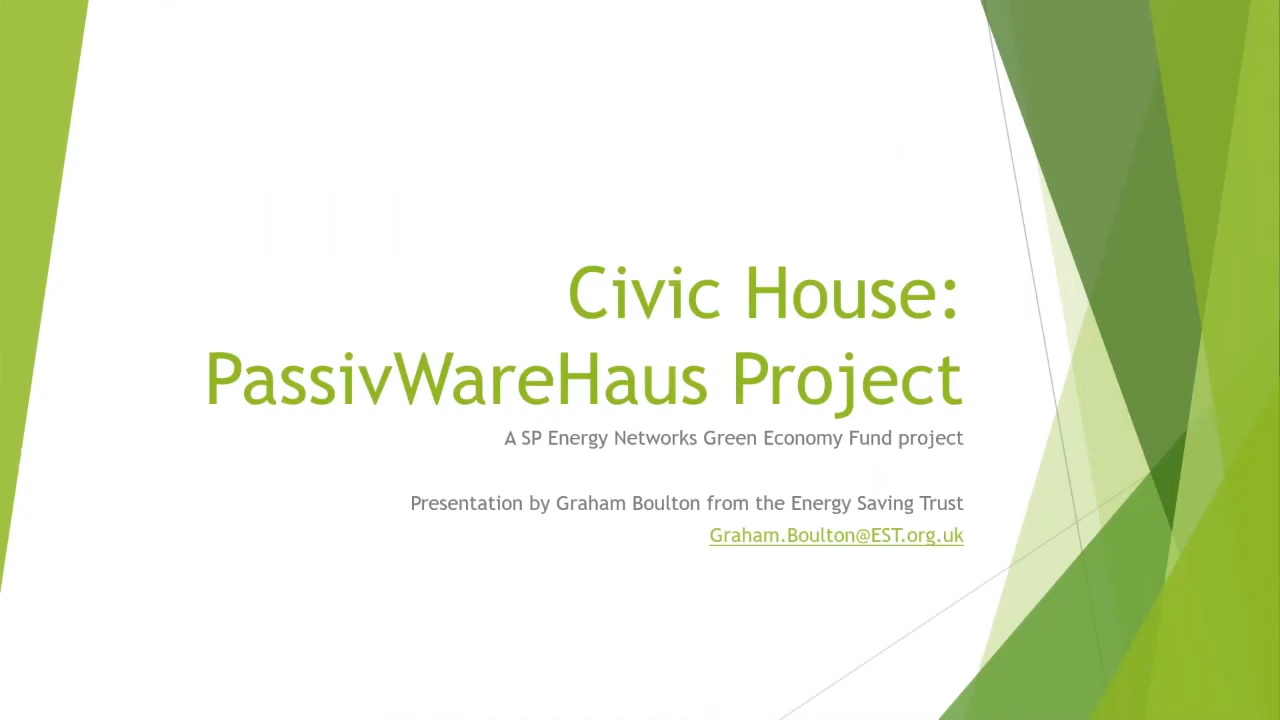 Civic House:
PassivWareHaus Project
A SP Energy Networks Green Economy Fund project
Presentation by Graham Boulton from the Energy Saving Trust
Graham.Boulton@EST.org.uk